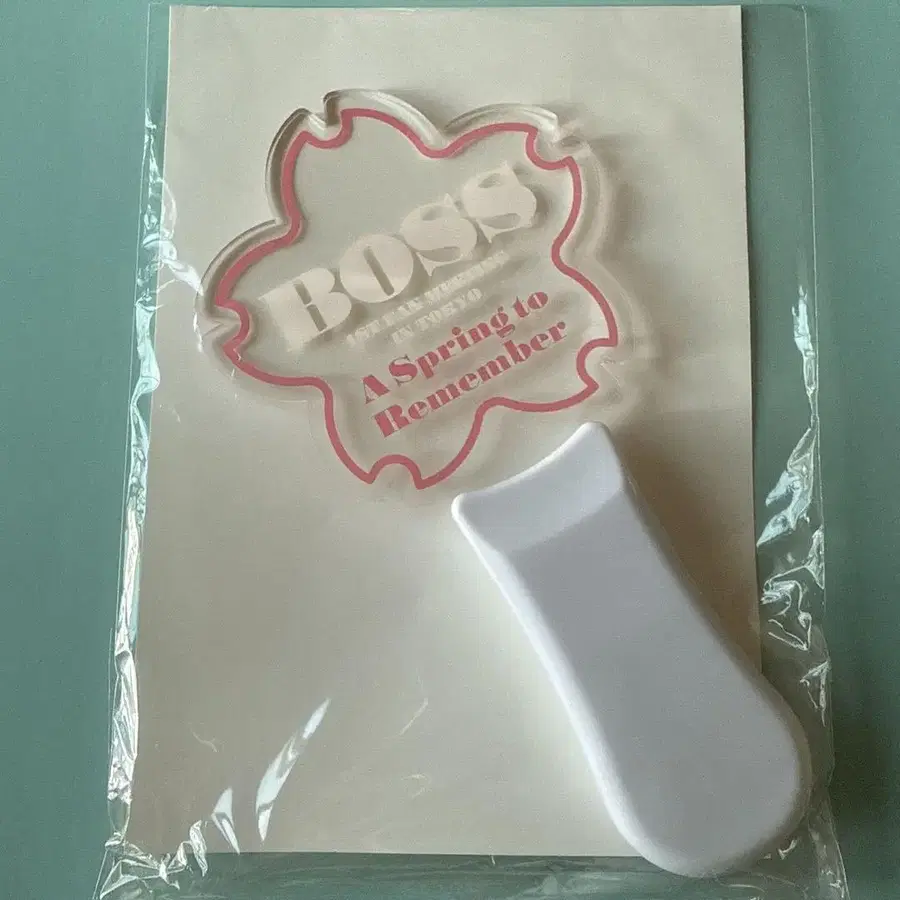 BOSS
1ST FAN MEETING
IN TOKYO
A Spring to
Remember